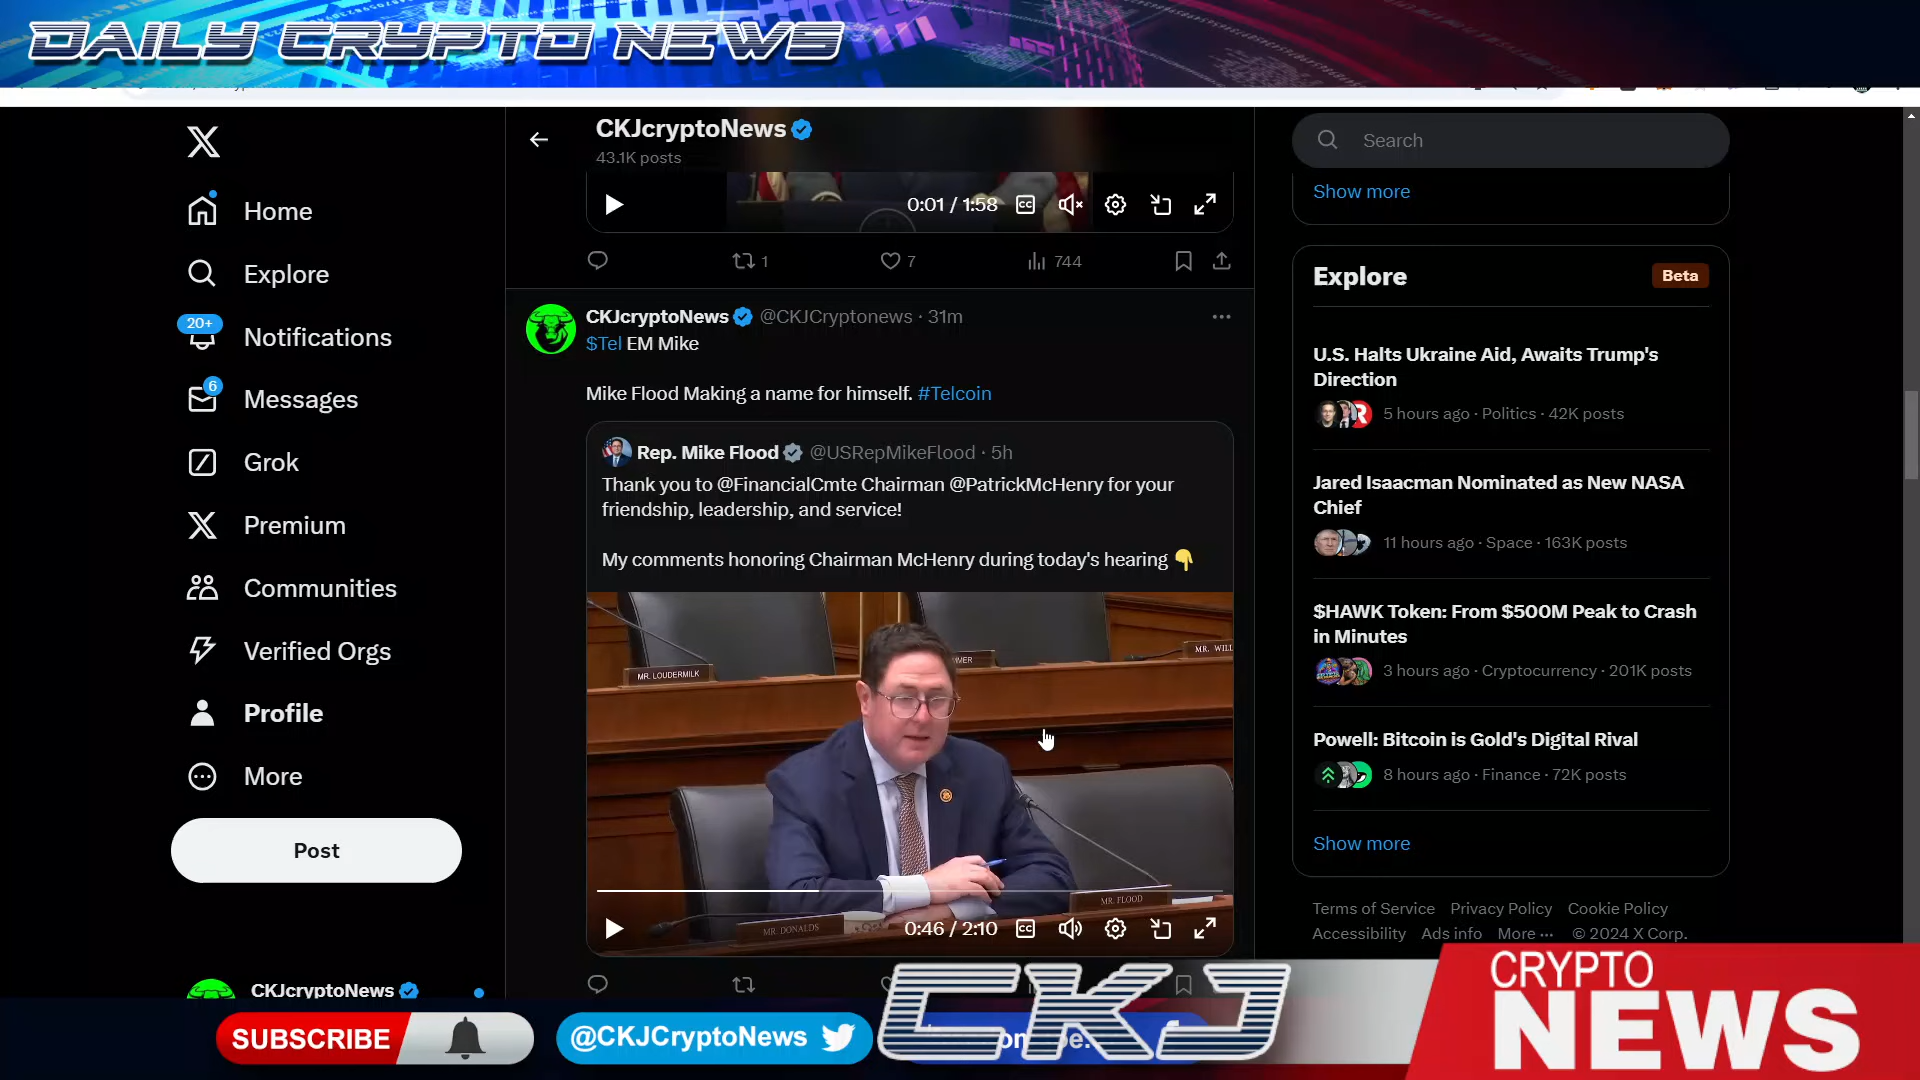 DAILY CRYPTO NEWS
CKJcryptoNews
43.1K posts
0:01 / 1:58
CC
1
7
744
CKJcryptoNews @CKJCryptonews · 31m
$Tel EM Mike
Mike Flood Making a name for himself. #Telcoin
Rep. Mike Flood @USRepMikeFlood · 5h
Thank you to @FinancialCmte Chairman @PatrickMcHenry for your
friendship, leadership, and service!
My comments honoring Chairman McHenry during today's hearing 👇
MR. LOUDERMILK
MR. WILL
MR. DONALDS
MR. FLOOD
0:46 / 2:10
CC
Home
Explore
20+
Notifications
6
Messages
Grok
Premium
Communities
Verified Orgs
Profile
More
Post
CKJcryptoNews
Search
Show more
Explore
Beta
U.S. Halts Ukraine Aid, Awaits Trump's
Direction
5 hours ago · Politics · 42K posts
Jared Isaacman Nominated as New NASA
Chief
11 hours ago · Space · 163K posts
$HAWK Token: From $500M Peak to Crash
in Minutes
3 hours ago · Cryptocurrency · 201K posts
Powell: Bitcoin is Gold's Digital Rival
8 hours ago · Finance · 72K posts
Show more
Terms of Service Privacy Policy Cookie Policy
Accessibility Ads info More ··· © 2024 X Corp.
SUBSCRIBE
@CKJCryptoNews
CKJ
CRYPTO
NEWS